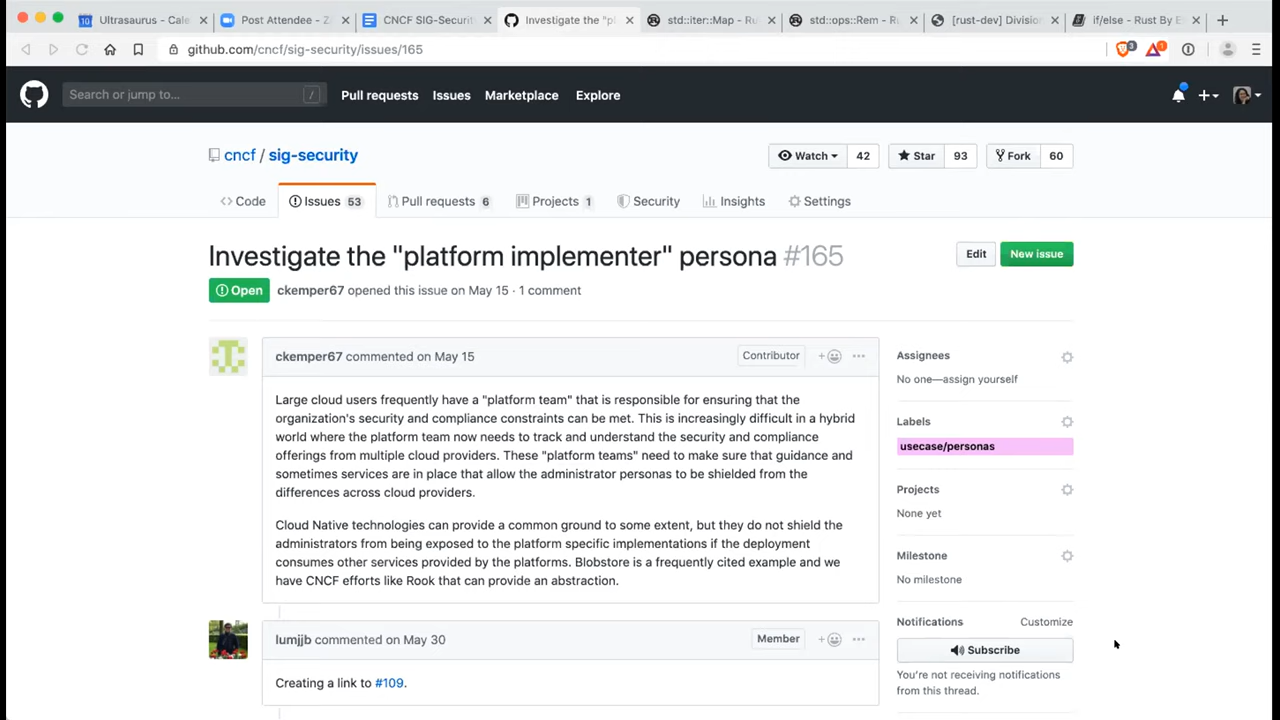 Ultrasaurus - Cale
Post Attendee - Z
CNCF SIG-Securit
Investigate the "pl
std::iter::Map - Ru
std::ops::Rem - Ru
[rust-dev] Division
if/else - Rust By E
github.com/cncf/sig-security/issues/165
Search or jump to... /
Pull requests Issues Marketplace Explore
cncf / sig-security
Watch 42 Star 93 Fork 60
Code Issues 53 Pull requests 6 Projects 1 Security Insights Settings
Investigate the "platform implementer" persona #165
Edit New issue
Open ckemper67 opened this issue on May 15 · 1 comment
ckemper67 commented on May 15 Contributor
Large cloud users frequently have a "platform team" that is responsible for ensuring that the
organization's security and compliance constraints can be met. This is increasingly difficult in a hybrid
world where the platform team now needs to track and understand the security and compliance
offerings from multiple cloud providers. These "platform teams" need to make sure that guidance and
sometimes services are in place that allow the administrator personas to be shielded from the
differences across cloud providers.
Cloud Native technologies can provide a common ground to some extent, but they do not shield the
administrators from being exposed to the platform specific implementations if the deployment
consumes other services provided by the platforms. Blobstore is a frequently cited example and we
have CNCF efforts like Rook that can provide an abstraction.
lumjjb commented on May 30 Member
Creating a link to #109.
Assignees
No one—assign yourself
Labels
usecase/personas
Projects
None yet
Milestone
No milestone
Notifications Customize
Subscribe
You're not receiving notifications
from this thread.